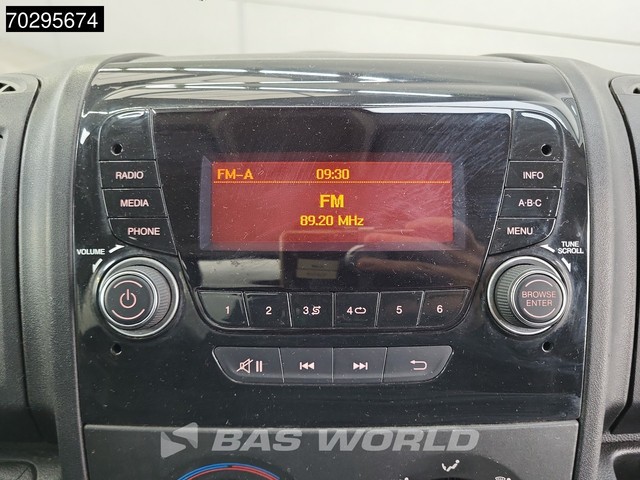 70295674
FM-A 09:30
FM
89.20 MHz
RADIO
MEDIA
PHONE
INFO
A·B·C
MENU
VOLUME
TUNE
SCROLL
BROWSE
ENTER
1 2 3 4 5 6
BAS WORLD